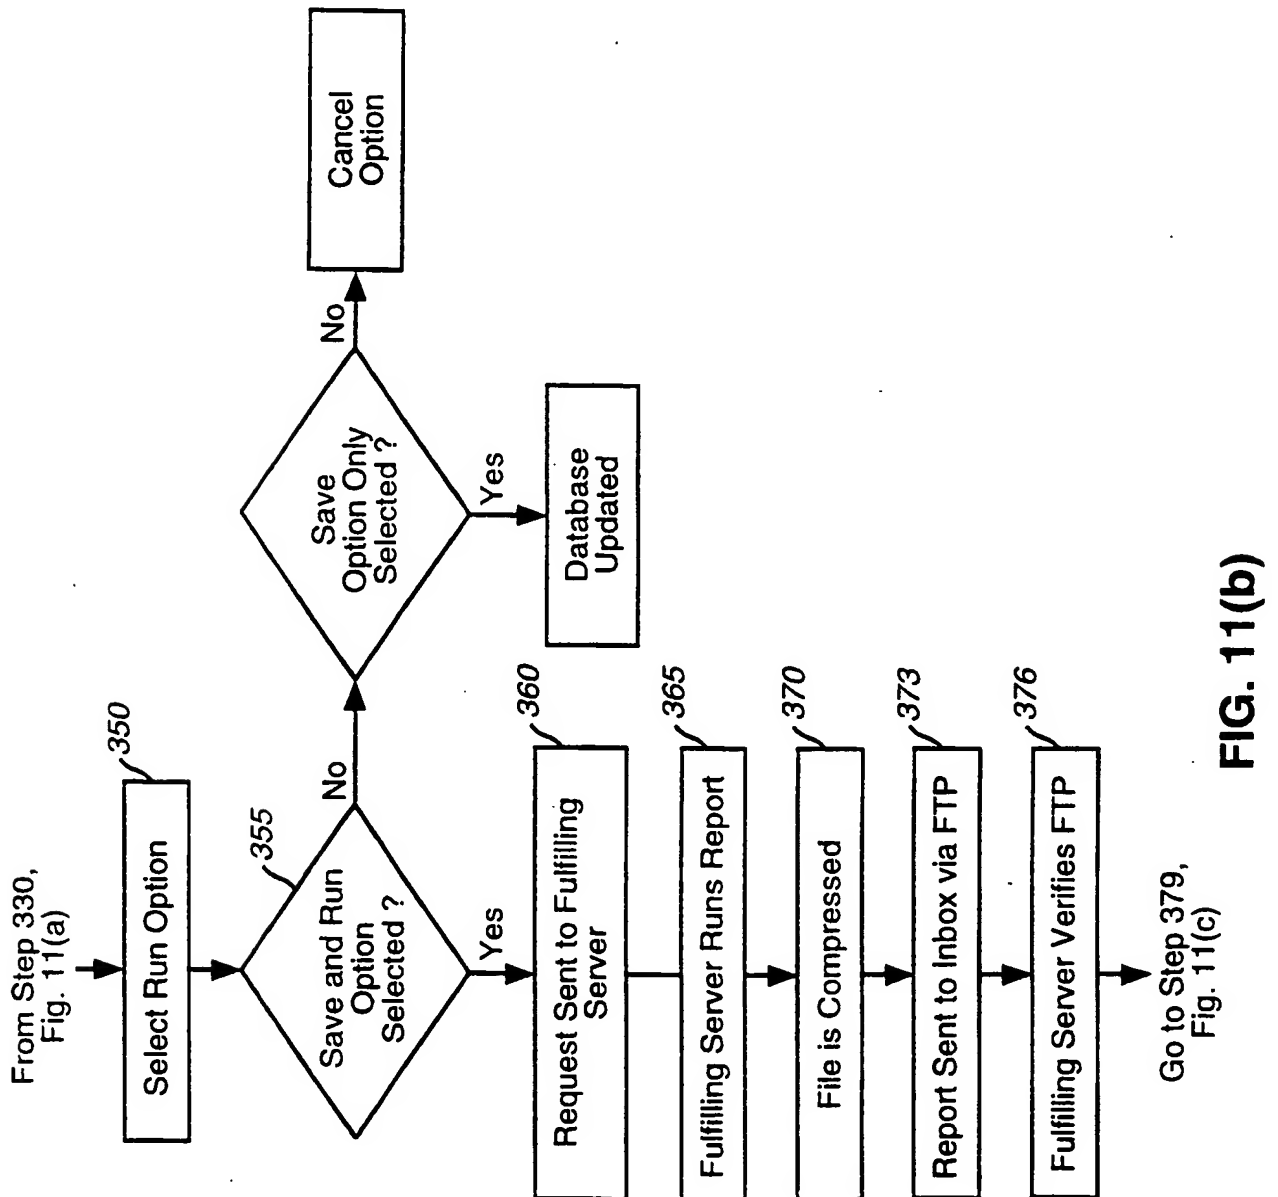 From Step 330,
Fig. 11(a)
350
Select Run Option
355
Save and Run
Option
Selected ?
No
Yes
Save
Option Only
Selected ?
No
Cancel
Option
Yes
Database
Updated
360
Request Sent to Fulfilling
Server
365
Fulfilling Server Runs Report
370
File is Compressed
373
Report Sent to Inbox via FTP
376
Fulfilling Server Verifies FTP
Go to Step 379,
Fig. 11(c)
FIG. 11(b)